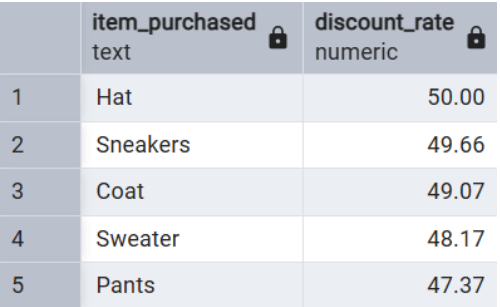 item_purchased discount_rate
text numeric
1 Hat 50.00
2 Sneakers 49.66
3 Coat 49.07
4 Sweater 48.17
5 Pants 47.37